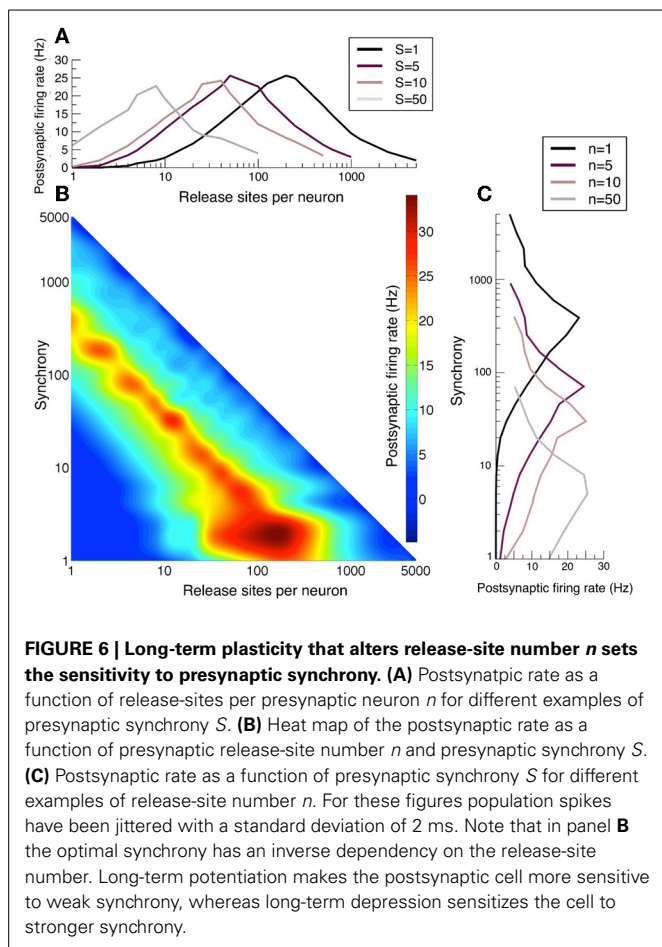 A
Postsynaptic firing rate (Hz)
30
25
20
15
10
5
0
1
10
100
1000
Release sites per neuron
S=1
S=5
S=10
S=50
B
5000
1000
100
10
1
Synchrony
1
10
100
1000
5000
Release sites per neuron
30
25
20
15
10
5
0
Postsynaptic firing rate (Hz)
C
n=1
n=5
n=10
n=50
1000
100
10
1
Synchrony
0
10
20
30
Postsynaptic firing rate (Hz)
FIGURE 6 | Long-term plasticity that alters release-site number n sets
the sensitivity to presynaptic synchrony. (A) Postsynatpic rate as a
function of release-sites per presynaptic neuron n for different examples of
presynaptic synchrony S. (B) Heat map of the postsynaptic rate as a
function of presynaptic release-site number n and presynaptic synchrony S.
(C) Postsynaptic rate as a function of presynaptic synchrony S for different
examples of release-site number n. For these figures population spikes
have been jittered with a standard deviation of 2 ms. Note that in panel B
the optimal synchrony has an inverse dependency on the release-site
number. Long-term potentiation makes the postsynaptic cell more sensitive
to weak synchrony, whereas long-term depression sensitizes the cell to
stronger synchrony.